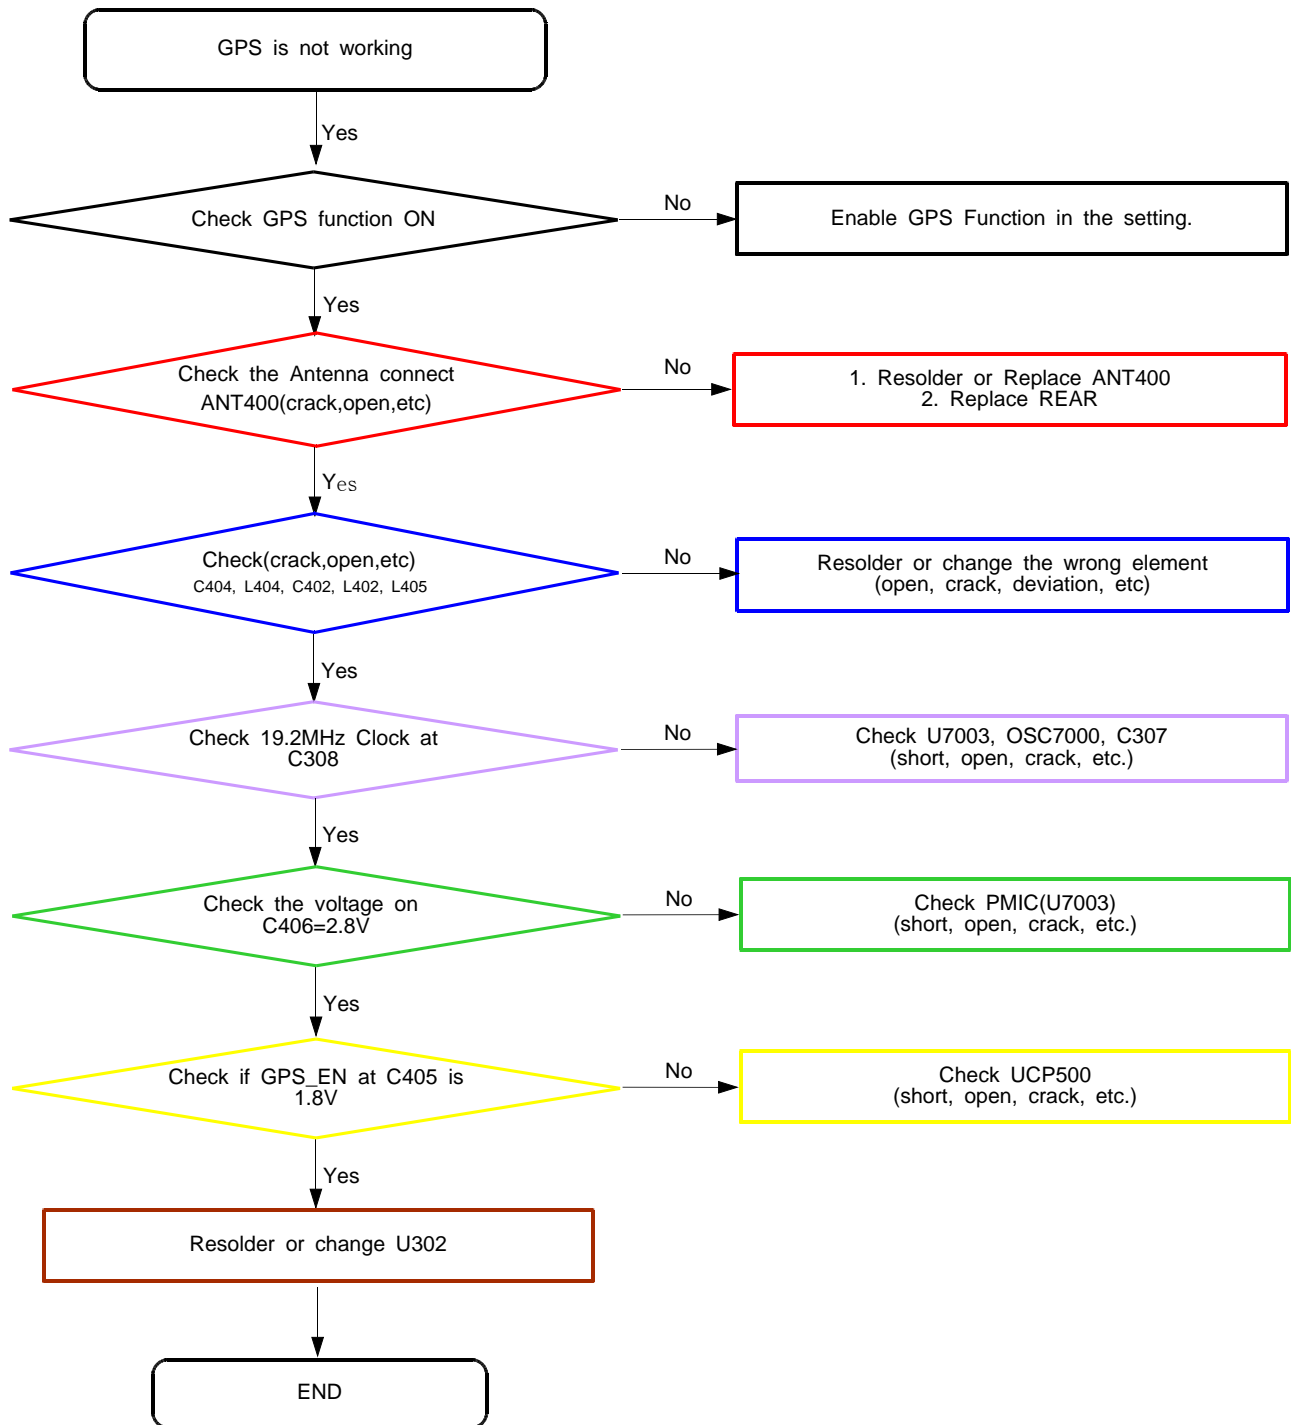 GPS is not working
Yes
Check GPS function ON
No
Enable GPS Function in the setting.
Yes
Check the Antenna connect
ANT400(crack,open,etc)
No
1. Resolder or Replace ANT400
2. Replace REAR
Yes
Check(crack,open,etc)
C404, L404, C402, L402, L405
No
Resolder or change the wrong element
(open, crack, deviation, etc)
Yes
Check 19.2MHz Clock at
C308
No
Check U7003, OSC7000, C307
(short, open, crack, etc.)
Yes
Check the voltage on
C406=2.8V
No
Check PMIC(U7003)
(short, open, crack, etc.)
Yes
Check if GPS_EN at C405 is
1.8V
No
Check UCP500
(short, open, crack, etc.)
Yes
Resolder or change U302
END